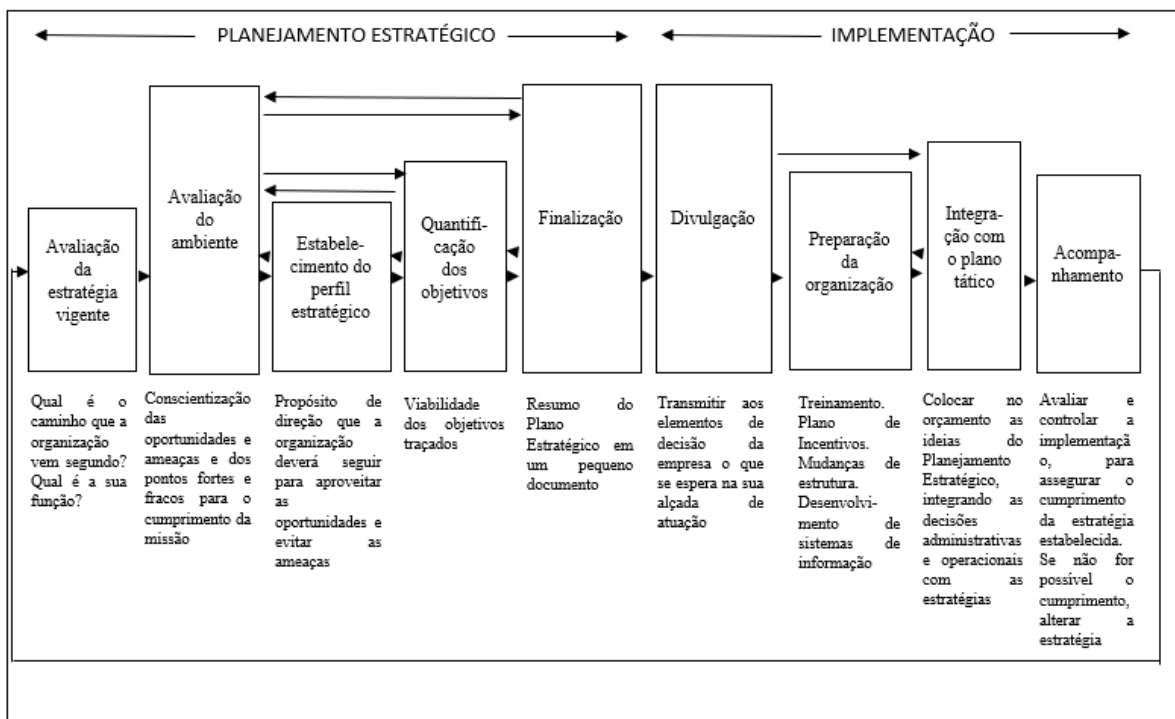 PLANEJAMENTO ESTRATÉGICO
IMPLEMENTAÇÃO
Avaliação
da
estratégia
vigente
Avaliação
do
ambiente
Estabele-
cimento do
perfil
estratégico
Quantifi-
cação
dos
objetivos
Finalização
Divulgação
Preparação
da
organização
Integra-
ção com
o plano
tático
Acompa-
nhamento
Qual é o
caminho que a
organização
vem segundo?
Qual é a sua
função?
Conscientização
das
oportunidades e
ameaças e dos
pontos fortes e
fracos para o
cumprimento da
missão
Propósito de
direção que a
organização
deverá seguir
para aproveitar
as
oportunidades e
evitar as
ameaças
Viabilidade
dos objetivos
traçados
Resumo do
Plano
Estratégico em
um pequeno
documento
Transmitir aos
elementos de
decisão da
empresa o que
se espera na sua
alçada de
atuação
Treinamento.
Plano de
Incentivos.
Mudanças de
estrutura.
Desenvolvi-
mento de
sistemas de
informação
Colocar no
orçamento as
ideias do
Planejamento
Estratégico,
integrando as
decisões
administrativas
e operacionais
com as
estratégias
Avaliar e
controlar a
implementaçã
o, para
assegurar o
cumprimento
da estratégia
estabelecida.
Se não for
possível o
cumprimento,
alterar a
estratégia